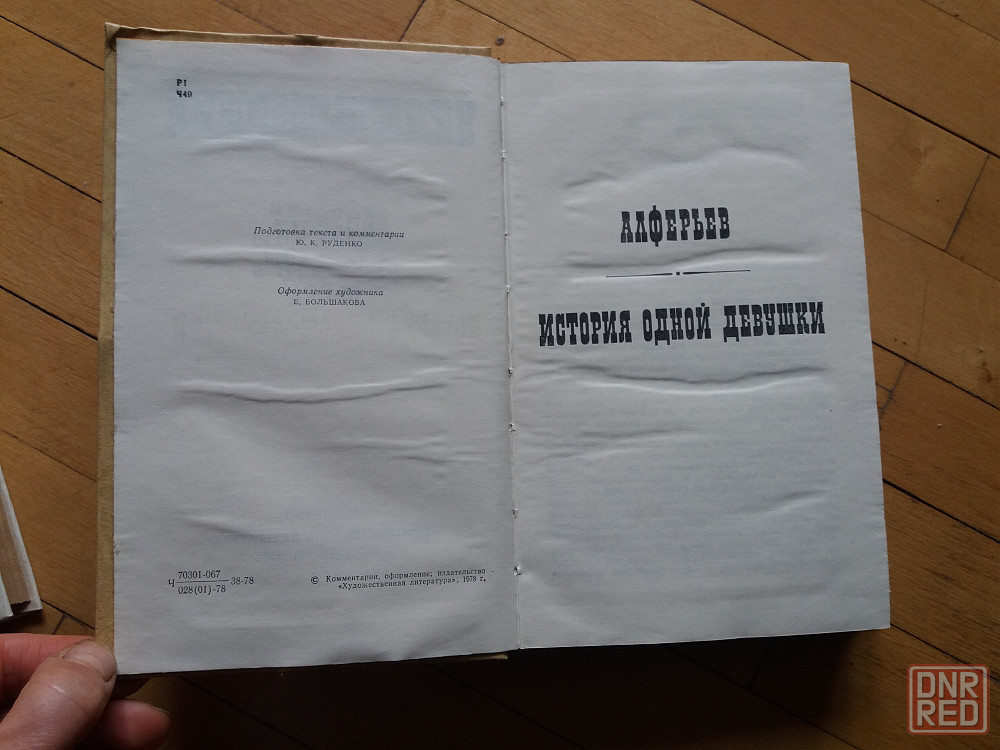 Р1
Ч49
Подготовка текста и комментарии
Ю. К. РУДЕНКО
Оформление художника
Е. БОЛЬШАКОВА
Ч 70301-067 38-78
028(01)-78
© Комментарии, оформление; издательство
«Художественная литература», 1978 г.
АЛФЕРЬЕВ
ИСТОРИЯ ОДНОЙ ДЕВУШКИ
DNR
RED